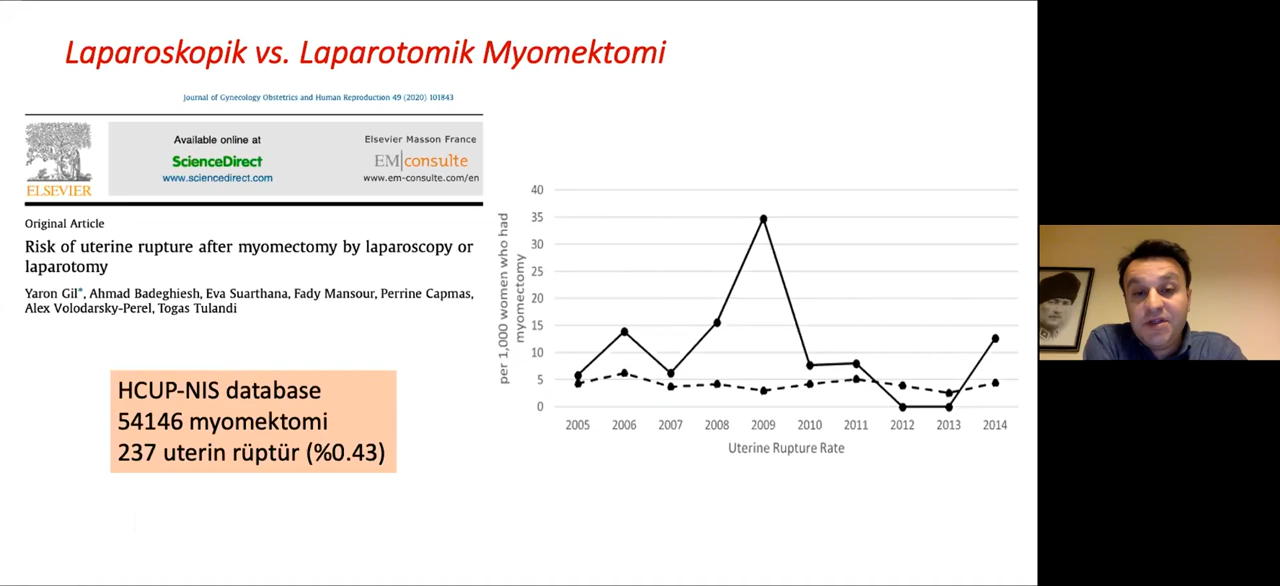 Laparoskopik vs. Laparotomik Myomektomi
Journal of Gynecology Obstetrics and Human Reproduction 49 (2020) 101843
ELSEVIER
Available online at
ScienceDirect
www.sciencedirect.com
Elsevier Masson France
EM|consulte
www.em-consulte.com/en
Original Article
Risk of uterine rupture after myomectomy by laparoscopy or
laparotomy
Yaron Gil*, Ahmad Badeghiesh, Eva Suarthana, Fady Mansour, Perrine Capmas,
Alex Volodarsky-Perel, Togas Tulandi
HCUP-NIS database
54146 myomektomi
237 uterin rüptür (%0.43)
per 1,000 women who had
myomectomy
40
35
30
25
20
15
10
5
0
2005 2006 2007 2008 2009 2010 2011 2012 2013 2014
Uterine Rupture Rate